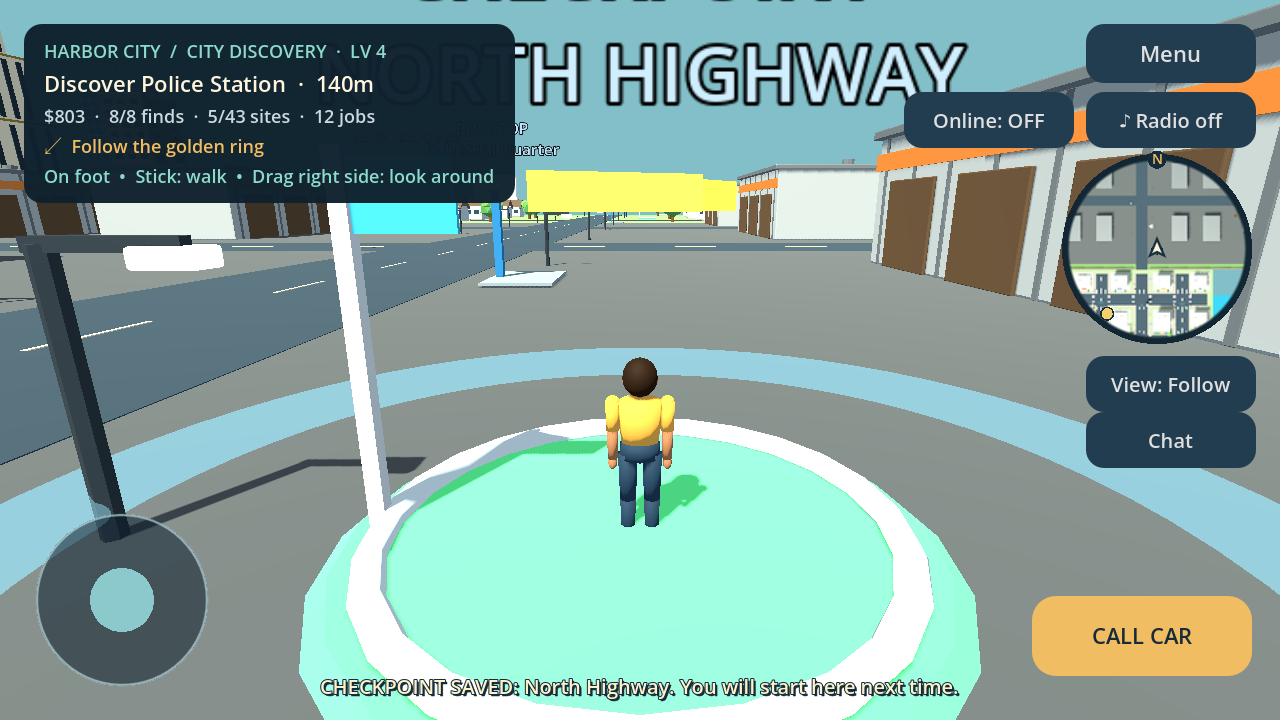 NORTH HIGHWAY
HARBOR CITY / CITY DISCOVERY · LV 4
Discover Police Station · 140m
$803 · 8/8 finds · 5/43 sites · 12 jobs
↙ Follow the golden ring
On foot • Stick: walk • Drag right side: look around
Menu
Online: OFF
♪ Radio off
N
View: Follow
Chat
CALL CAR
CHECKPOINT SAVED: North Highway. You will start here next time.